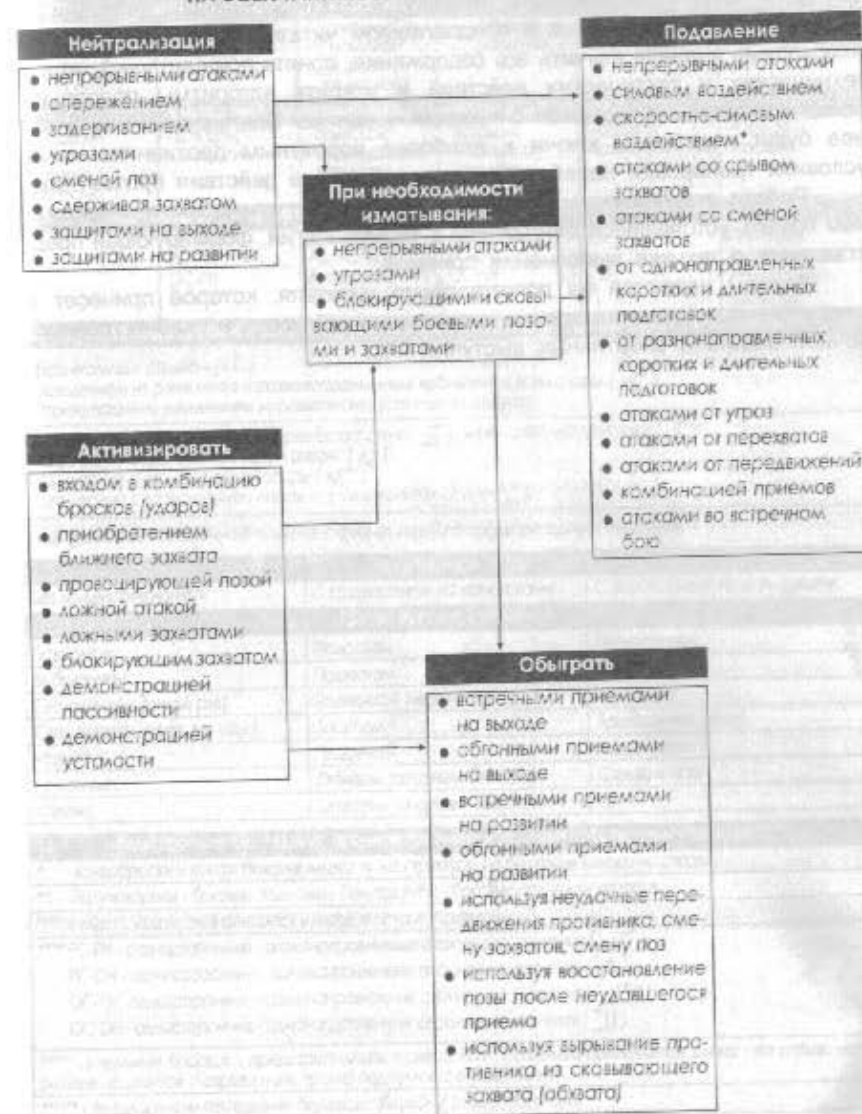 Нейтрализация
• непрерывными атаками
• опережением
• задергиванием
• угрозами
• сменой поз
• сдерживая захватом
• защитами на выходе
• защитами на развитии
Подавление
• непрерывными атаками
• силовым воздействием
• скоростно-силовым
воздействием*
• атаками со срывом
захватов
• атаками со сменой
захватов
• от однонаправленных
коротких и длительных
подготовок
• от разнонаправленных
коротких и длительных
подготовок
• атаками от угроз
• атаками от перехватов
• атаками от передвижений
• комбинацией приемов
• атаками во встречном
бою
При необходимости
изматывания:
• непрерывными атаками
• угрозами
• блокирующими и сковы
вающими боевыми поза-
ми и захватами
Активизировать
• входом в комбинацию
бросков (ударов)
• приобретением
ближнего захвата
• провоцирующей позой
• ложной атакой
• ложными захватами
• блокирующим захватом
• демонстрацией
пассивности
• демонстрацией
усталости
Обыграть
• встречными приемами
на выходе
• обгонными приемами
на выходе
• встречными приемами
на развитии
• обгонными приемами
на развитии
• используя неудачные пере-
движения противника, сме-
ну захватов, смену поз
• используя восстановление
позы после неудавшегося
приема
• используя вырывание про-
тивника из сковывающего
захвата (обхвата)